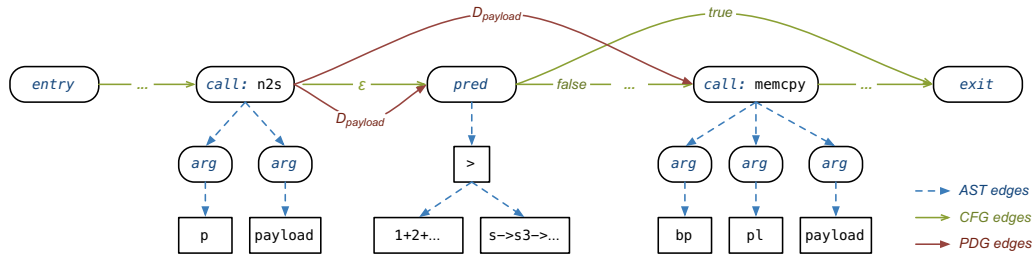 D_payload
true
entry
...
call: n2s
ε
pred
false
...
call: memcpy
...
exit
D_payload
arg
arg
>
arg
arg
arg
AST edges
p
payload
1+2+...
s->s3->...
bp
pl
payload
CFG edges
PDG edges